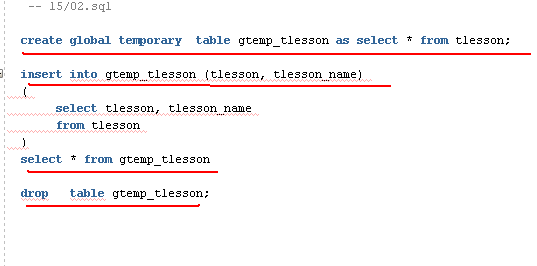 -- 15/02.sql
create global temporary  table gtemp_tlesson as select * from tlesson;
insert into gtemp_tlesson (tlesson, tlesson_name)
(
select tlesson, tlesson_name
from tlesson
)
select * from gtemp_tlesson
drop   table gtemp_tlesson;